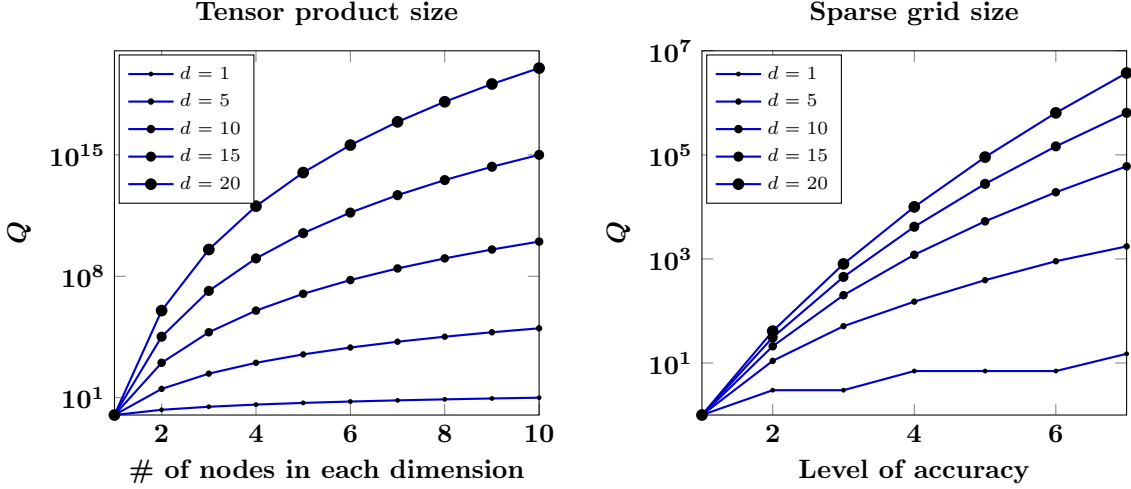 Tensor product size
d = 1
d = 5
d = 10
d = 15
d = 20
10^15
10^8
10^1
Q
2 4 6 8 10
# of nodes in each dimension
Sparse grid size
d = 1
d = 5
d = 10
d = 15
d = 20
10^7
10^5
10^3
10^1
Q
2 4 6
Level of accuracy